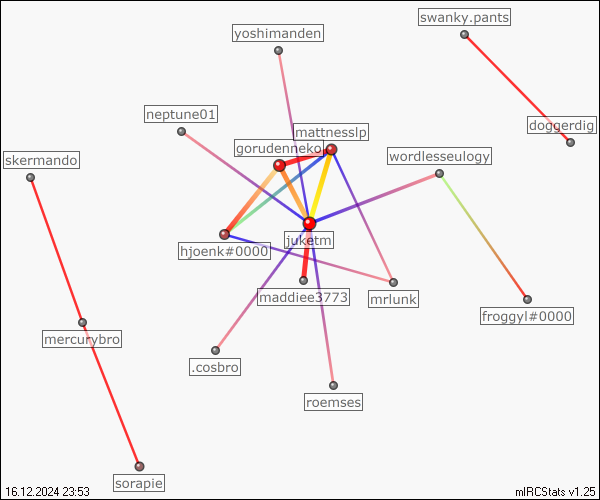 swanky.pants
yoshimanden
neptune01
doggerdig
mattnesslp
gorudenneko
wordlesseulogy
skermando
juketm
hjoenk#0000
maddiee3773
mrlunk
froggyl#0000
mercurybro
.cosbro
roemses
sorapie
16.12.2024 23:53
mIRCStats v1.25